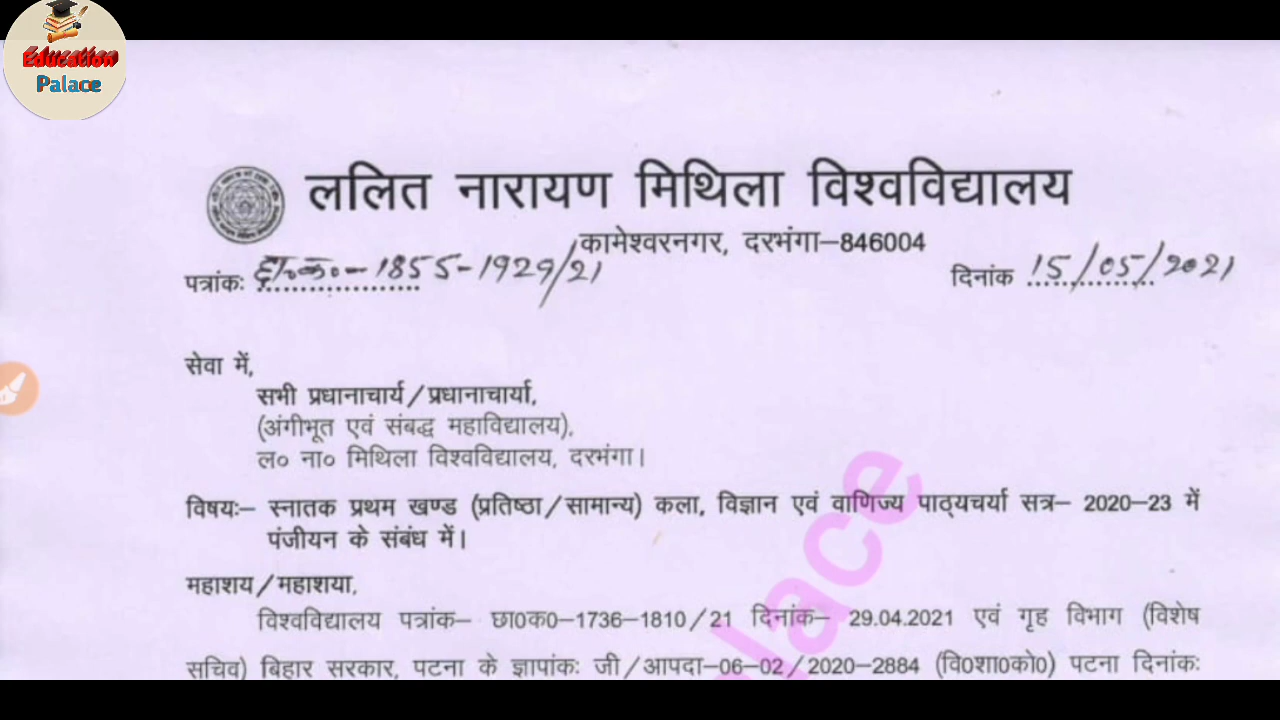 Education
Palace
ललित नारायण मिथिला विश्वविद्यालय
कामेश्वरनगर, दरभंगा–846004
पत्रांकः छा०क०–1855-1929/21 दिनांक 15/05/2021
सेवा में,
सभी प्रधानाचार्य/प्रधानाचार्या,
(अंगीभूत एवं संबद्ध महाविद्यालय),
ल० ना० मिथिला विश्वविद्यालय, दरभंगा।
विषयः– स्नातक प्रथम खण्ड (प्रतिष्ठा/सामान्य) कला, विज्ञान एवं वाणिज्य पाठ्यचर्या सत्र– 2020–23 में
पंजीयन के संबंध में।
महाशय/महाशया,
विश्वविद्यालय पत्रांक– छा0क0–1736–1810/21 दिनांक– 29.04.2021 एवं गृह विभाग (विशेष
सचिव) बिहार सरकार, पटना के ज्ञापांकः जी/आपदा–06–02/2020–2884 (वि0शा0को0) पटना दिनांकः
lace